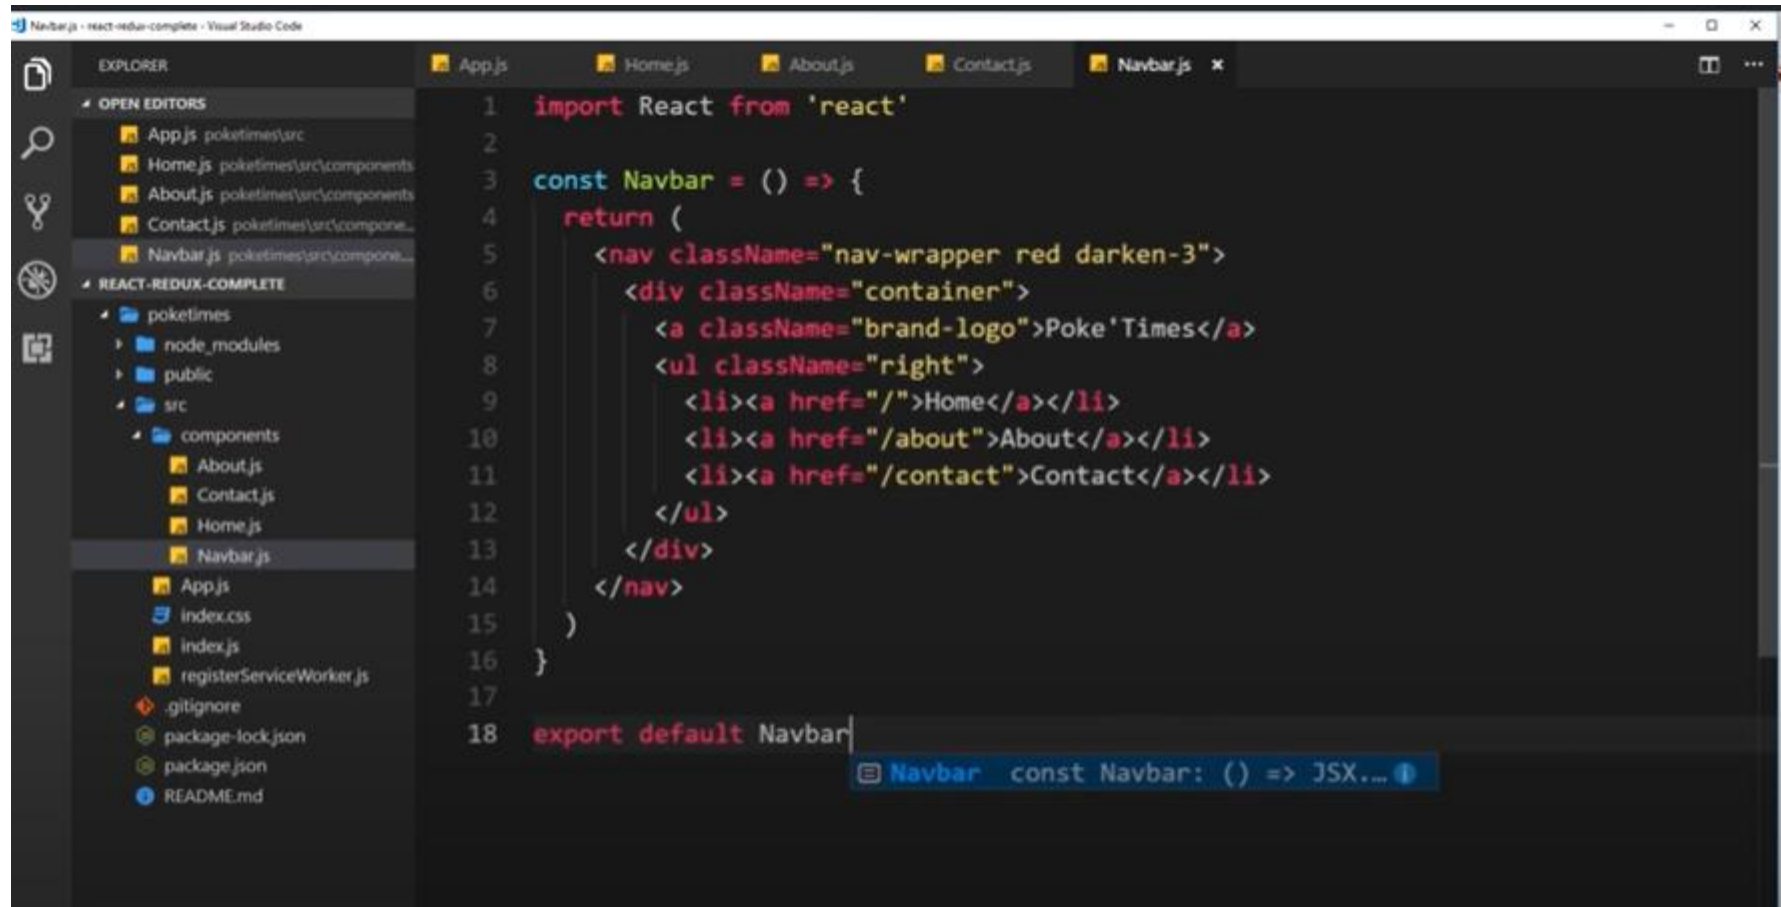 Navbar.js - react-redux-complete - Visual Studio Code
EXPLORER
OPEN EDITORS
App.js poketimes\src
Home.js poketimes\src\components
About.js poketimes\src\components
Contact.js poketimes\src\compone...
Navbar.js poketimes\src\compone...
REACT-REDUX-COMPLETE
poketimes
node_modules
public
src
components
About.js
Contact.js
Home.js
Navbar.js
App.js
index.css
index.js
registerServiceWorker.js
.gitignore
package-lock.json
package.json
README.md
App.js Home.js About.js Contact.js Navbar.js
1 import React from 'react'
2
3 const Navbar = () => {
4 return (
5 <nav className="nav-wrapper red darken-3">
6 <div className="container">
7 <a className="brand-logo">Poke'Times</a>
8 <ul className="right">
9 <li><a href="/">Home</a></li>
10 <li><a href="/about">About</a></li>
11 <li><a href="/contact">Contact</a></li>
12 </ul>
13 </div>
14 </nav>
15 )
16 }
17
18 export default Navbar
Navbar const Navbar: () => JSX.…